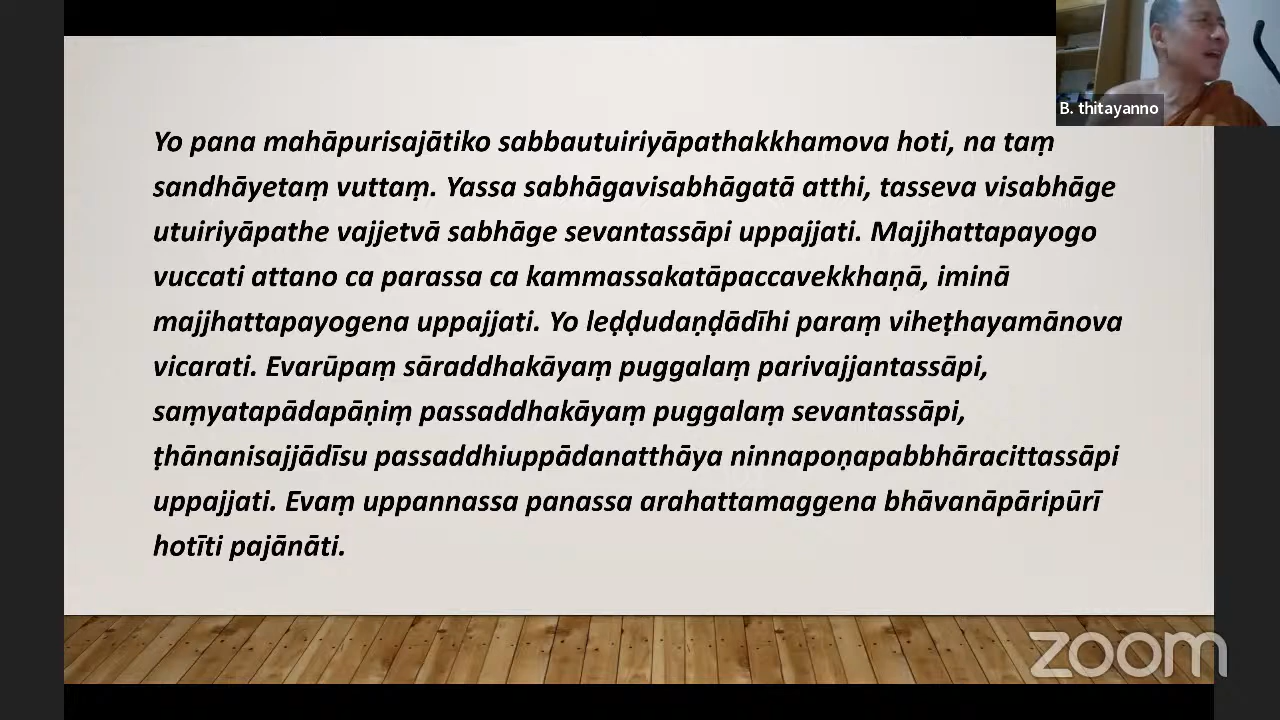 B. thitayanno
Yo pana mahāpurisajātiko sabbautuiriyāpathakkhamova hoti, na taṃ
sandhāyetaṃ vuttaṃ. Yassa sabhāgavisabhāgatā atthi, tasseva visabhāge
utuiriyāpathe vajjetvā sabhāge sevantassāpi uppajjati. Majjhattapayogo
vuccati attano ca parassa ca kammassakatāpaccavekkhaṇā, iminā
majjhattapayogena uppajjati. Yo leḍḍudaṇḍādīhi paraṃ viheṭhayamānova
vicarati. Evarūpaṃ sāraddhakāyaṃ puggalaṃ parivajjantassāpi,
saṃyatapādapāṇiṃ passaddhakāyaṃ puggalaṃ sevantassāpi,
ṭhānanisajjādīsu passaddhiuppādanatthāya ninnapoṇapabbhāracittassāpi
uppajjati. Evaṃ uppannassa panassa arahattamaggena bhāvanāpāripūrī
hotīti pajānāti.
zoom